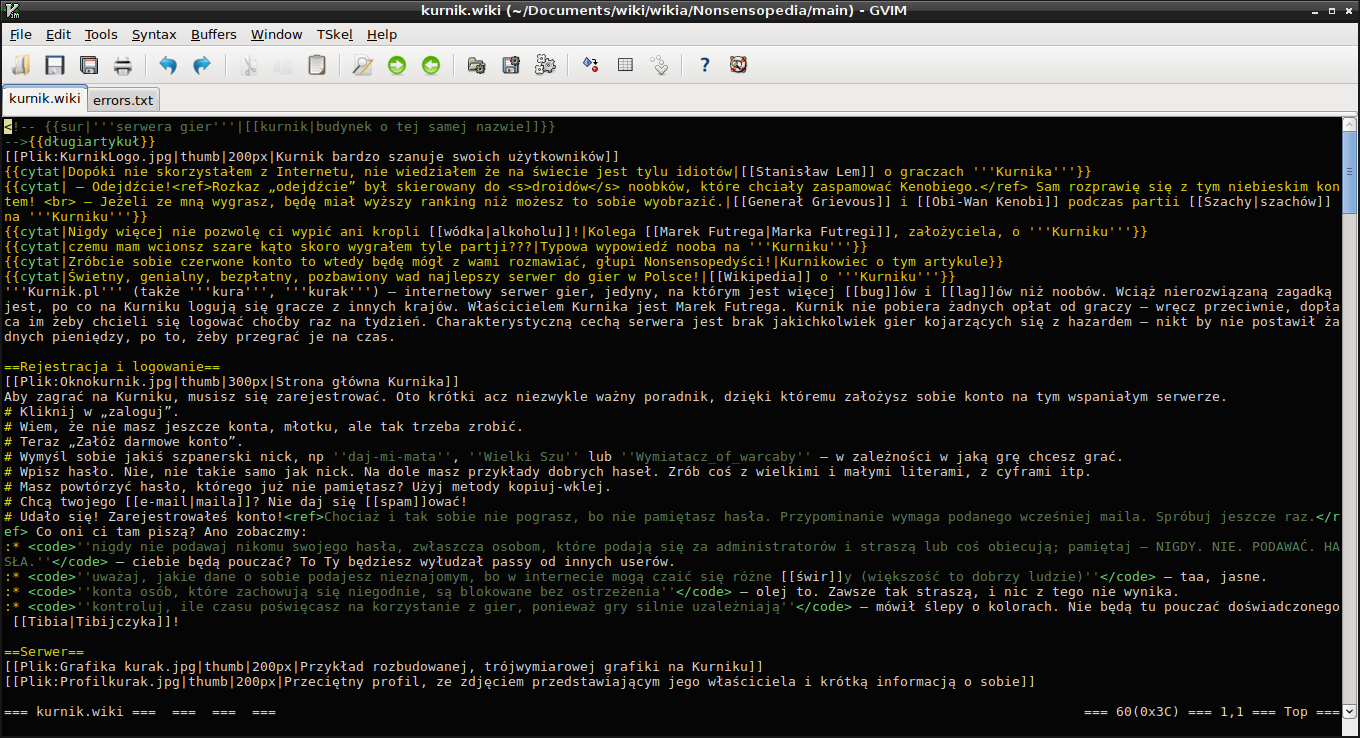 kurnik.wiki (~/Documents/wiki/wikia/Nonsensopedia/main) - GVIM
File Edit Tools Syntax Buffers Window TSkel Help
kurnik.wiki errors.txt
<!-- {{sur|'''serwera gier'''|[[kurnik|budynek o tej samej nazwie]]}}
-->{{długiartykuł}}
[[Plik:KurnikLogo.jpg|thumb|200px|Kurnik bardzo szanuje swoich użytkowników]]
{{cytat|Dopóki nie skorzystałem z Internetu, nie wiedziałem że na świecie jest tylu idiotów|[[Stanisław Lem]] o graczach '''Kurnika'''}}
{{cytat| – Odejdźcie!<ref>Rozkaz „odejdźcie” był skierowany do <s>droidów</s> noobków, które chciały zaspamować Kenobiego.</ref> Sam rozprawię się z tym niebieskim kon
tem! <br> – Jeżeli ze mną wygrasz, będę miał wyższy ranking niż możesz to sobie wyobrazić.|[[Generał Grievous]] i [[Obi-Wan Kenobi]] podczas partii [[Szachy|szachów]]
na '''Kurniku'''}}
{{cytat|Nigdy więcej nie pozwolę ci wypić ani kropli [[wódka|alkoholu]]!|Kolega [[Marek Futrega|Marka Futregi]], założyciela, o '''Kurniku'''}}
{{cytat|czemu mam wcionsz szare kąto skoro wygrałem tyle partji???|Typowa wypowiedź nooba na '''Kurniku'''}}
{{cytat|Zróbcie sobie czerwone konto to wtedy będę mógł z wami rozmawiać, głupi Nonsensopedyści!|Kurnikowiec o tym artykule}}
{{cytat|Świetny, genialny, bezpłatny, pozbawiony wad najlepszy serwer do gier w Polsce!|[[Wikipedia]] o '''Kurniku'''}}
'''Kurnik.pl''' (także '''kura''', '''kurak''') – internetowy serwer gier, jedyny, na którym jest więcej [[bug]]ów i [[lag]]ów niż noobów. Wciąż nierozwiązaną zagadką
jest, po co na Kurniku logują się gracze z innych krajów. Właścicielem Kurnika jest Marek Futrega. Kurnik nie pobiera żadnych opłat od graczy – wręcz przeciwnie, dopła
ca im żeby chcieli się logować choćby raz na tydzień. Charakterystyczną cechą serwera jest brak jakichkolwiek gier kojarzących się z hazardem – nikt by nie postawił ża
dnych pieniędzy, po to, żeby przegrać je na czas.
==Rejestracja i logowanie==
[[Plik:Oknokurnik.jpg|thumb|300px|Strona główna Kurnika]]
Aby zagrać na Kurniku, musisz się zarejestrować. Oto krótki acz niezwykle ważny poradnik, dzięki któremu założysz sobie konto na tym wspaniałym serwerze.
# Kliknij w „zaloguj”.
# Wiem, że nie masz jeszcze konta, młotku, ale tak trzeba zrobić.
# Teraz „Załóż darmowe konto”.
# Wymyśl sobie jakiś szpanerski nick, np ''daj-mi-mata'', ''Wielki Szu'' lub ''Wymiatacz_of_warcaby'' – w zależności w jaką grę chcesz grać.
# Wpisz hasło. Nie, nie takie samo jak nick. Na dole masz przykłady dobrych haseł. Zrób coś z wielkimi i małymi literami, z cyframi itp.
# Masz powtórzyć hasło, którego już nie pamiętasz? Użyj metody kopiuj-wklej.
# Chcą twojego [[e-mail|maila]]? Nie daj się [[spam]]ować!
# Udało się! Zarejestrowałeś konto!<ref>Chociaż i tak sobie nie pograsz, bo nie pamiętasz hasła. Przypominanie wymaga podanego wcześniej maila. Spróbuj jeszcze raz.</r
ef> Co oni ci tam piszą? Ano zobaczmy:
:* <code>''nigdy nie podawaj nikomu swojego hasła, zwłaszcza osobom, które podają się za administratorów i straszą lub coś obiecują; pamiętaj – NIGDY. NIE. PODAWAĆ. HA
SŁA.''</code> – ciebie będą pouczać? To Ty będziesz wyłudzał passy od innych userów.
:* <code>''uważaj, jakie dane o sobie podajesz nieznajomym, bo w internecie mogą czaić się różne [[świr]]y (większość to dobrzy ludzie)''</code> – taa, jasne.
:* <code>''konta osób, które zachowują się niegodnie, są blokowane bez ostrzeżenia''</code> – olej to. Zawsze tak straszą, i nic z tego nie wynika.
:* <code>''kontroluj, ile czasu poświęcasz na korzystanie z gier, ponieważ gry silnie uzależniają''</code> – mówił ślepy o kolorach. Nie będą tu pouczać doświadczonego
[[Tibia|Tibijczyka]]!
==Serwer==
[[Plik:Grafika kurak.jpg|thumb|200px|Przykład rozbudowanej, trójwymiarowej grafiki na Kurniku]]
[[Plik:Profilkurak.jpg|thumb|200px|Przeciętny profil, ze zdjęciem przedstawiającym jego właściciela i krótką informacją o sobie]]
=== kurnik.wiki === === === === === 60(0x3C) === 1,1 === Top ===